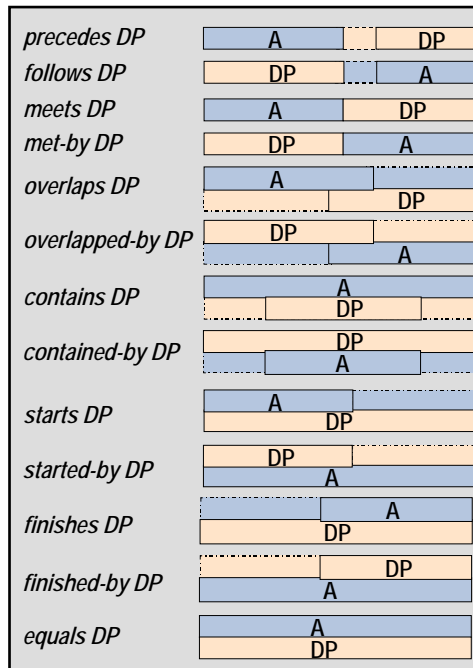 precedes DP A DP
follows DP DP A
meets DP A DP
met-by DP DP A
overlaps DP A
DP
overlapped-by DP DP
A
contains DP A
DP
contained-by DP DP
A
starts DP A
DP
started-by DP DP
A
finishes DP A
DP
finished-by DP DP
A
equals DP A
DP